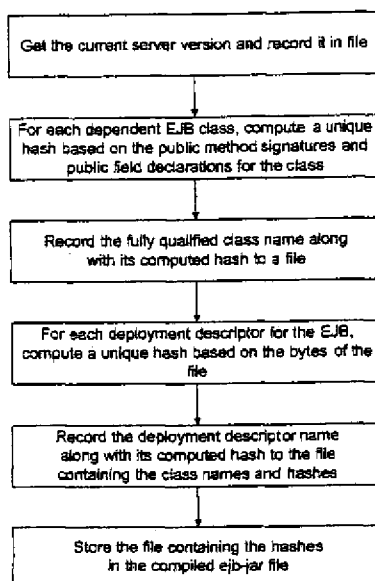 Get the current server version and record it in file
For each dependent EJB class, compute a unique
hash based on the public method signatures and
public field declarations for the class
Record the fully qualified class name along
with its computed hash to a file
For each deployment descriptor for the EJB,
compute a unique hash based on the bytes of the
file
Record the deployment descriptor name
along with its computed hash to the file
containing the class names and hashes
Store the file containing the hashes
in the compiled ejb-jar file